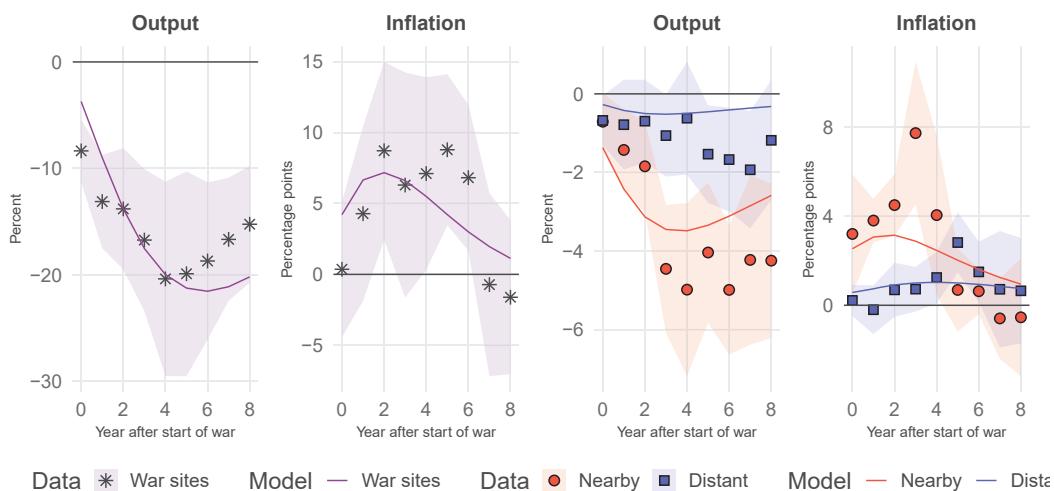 Output
Inflation
Output
Inflation
Percent
0
−10
−20
−30
0 2 4 6 8
Year after start of war
Percentage points
15
10
5
0
−5
0 2 4 6 8
Year after start of war
Percent
0
−2
−4
−6
0 2 4 6 8
Year after start of war
Percentage points
8
4
0
0 2 4 6 8
Year after start of war
Data War sites Model War sites Data Nearby Distant Model Nearby